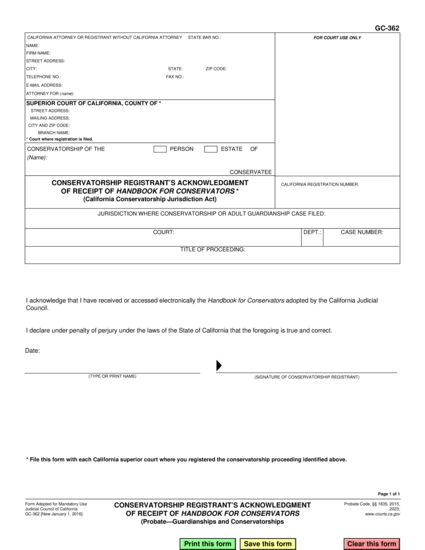 GC-362
CALIFORNIA ATTORNEY OR REGISTRANT WITHOUT CALIFORNIA ATTORNEY STATE BAR NO.:
FOR COURT USE ONLY
NAME:
FIRM NAME:
STREET ADDRESS:
CITY: STATE: ZIP CODE:
TELEPHONE NO.: FAX NO.:
E-MAIL ADDRESS:
ATTORNEY FOR (name):
SUPERIOR COURT OF CALIFORNIA, COUNTY OF *
STREET ADDRESS:
MAILING ADDRESS:
CITY AND ZIP CODE:
BRANCH NAME:
* Court where registration is filed.
CONSERVATORSHIP OF THE PERSON ESTATE OF
(Name):
CONSERVATEE
CONSERVATORSHIP REGISTRANT'S ACKNOWLEDGMENT
OF RECEIPT OF HANDBOOK FOR CONSERVATORS *
(California Conservatorship Jurisdiction Act)
CALIFORNIA REGISTRATION NUMBER:
JURISDICTION WHERE CONSERVATORSHIP OR ADULT GUARDIANSHIP CASE FILED:
COURT: DEPT.: CASE NUMBER:
TITLE OF PROCEEDING:
I acknowledge that I have received or accessed electronically the Handbook for Conservators adopted by the California Judicial
Council.
I declare under penalty of perjury under the laws of the State of California that the foregoing is true and correct.
Date:
(TYPE OR PRINT NAME) (SIGNATURE OF CONSERVATORSHIP REGISTRANT)
* File this form with each California superior court where you registered the conservatorship proceeding identified above.
Page 1 of 1
Form Adopted for Mandatory Use
Judicial Council of California
GC-362 [New January 1, 2016]
CONSERVATORSHIP REGISTRANT'S ACKNOWLEDGMENT
OF RECEIPT OF HANDBOOK FOR CONSERVATORS
(Probate—Guardianships and Conservatorships
Probate Code, §§ 1835, 2015,
2023;
www.courts.ca.gov
Print this form Save this form Clear this form